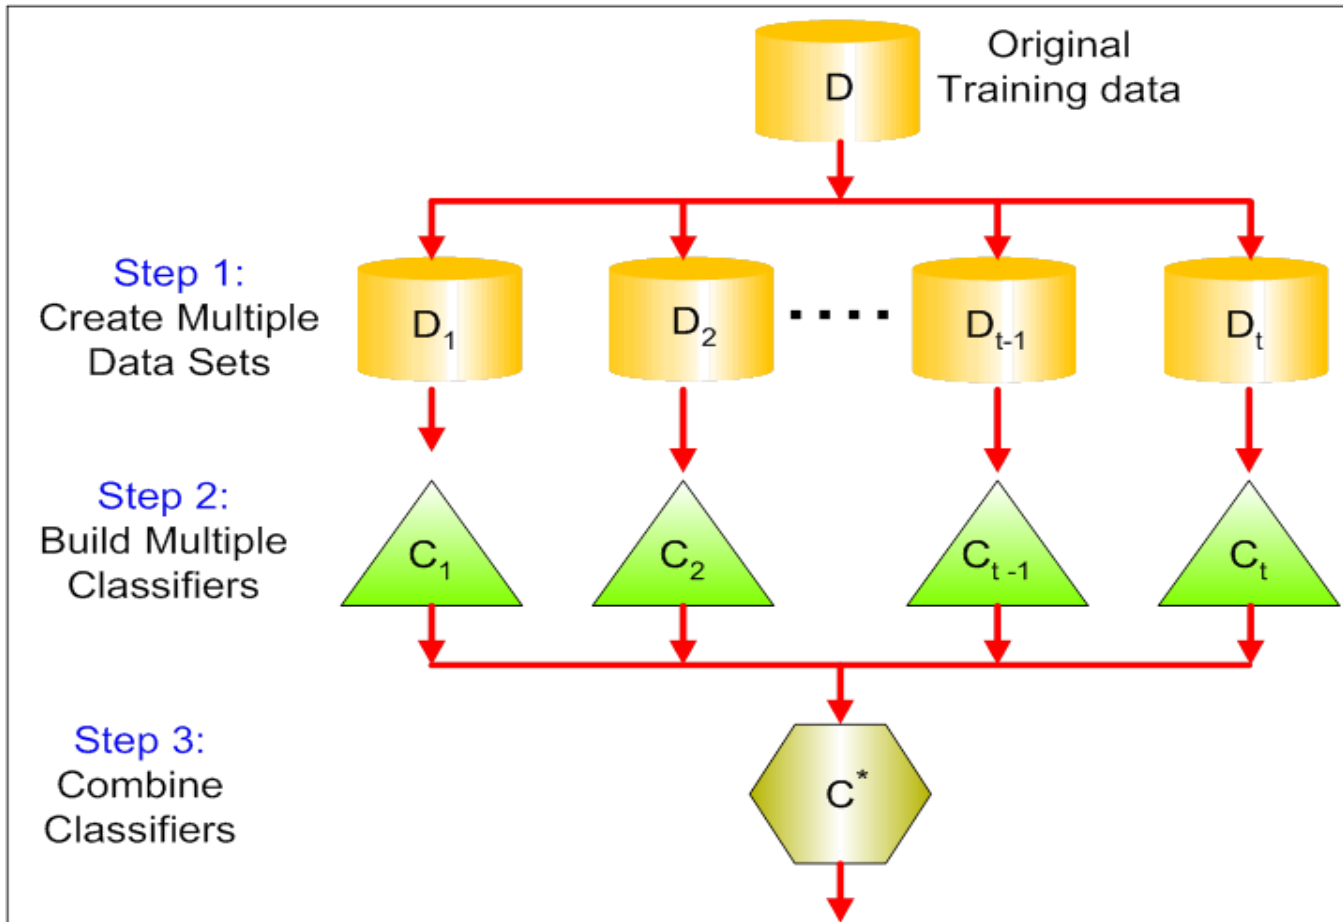 D
Original
Training data
Step 1:
Create Multiple
Data Sets
D₁
D₂
....
Dₜ₋₁
Dₜ
Step 2:
Build Multiple
Classifiers
C₁
C₂
Cₜ ₋₁
Cₜ
Step 3:
Combine
Classifiers
C*